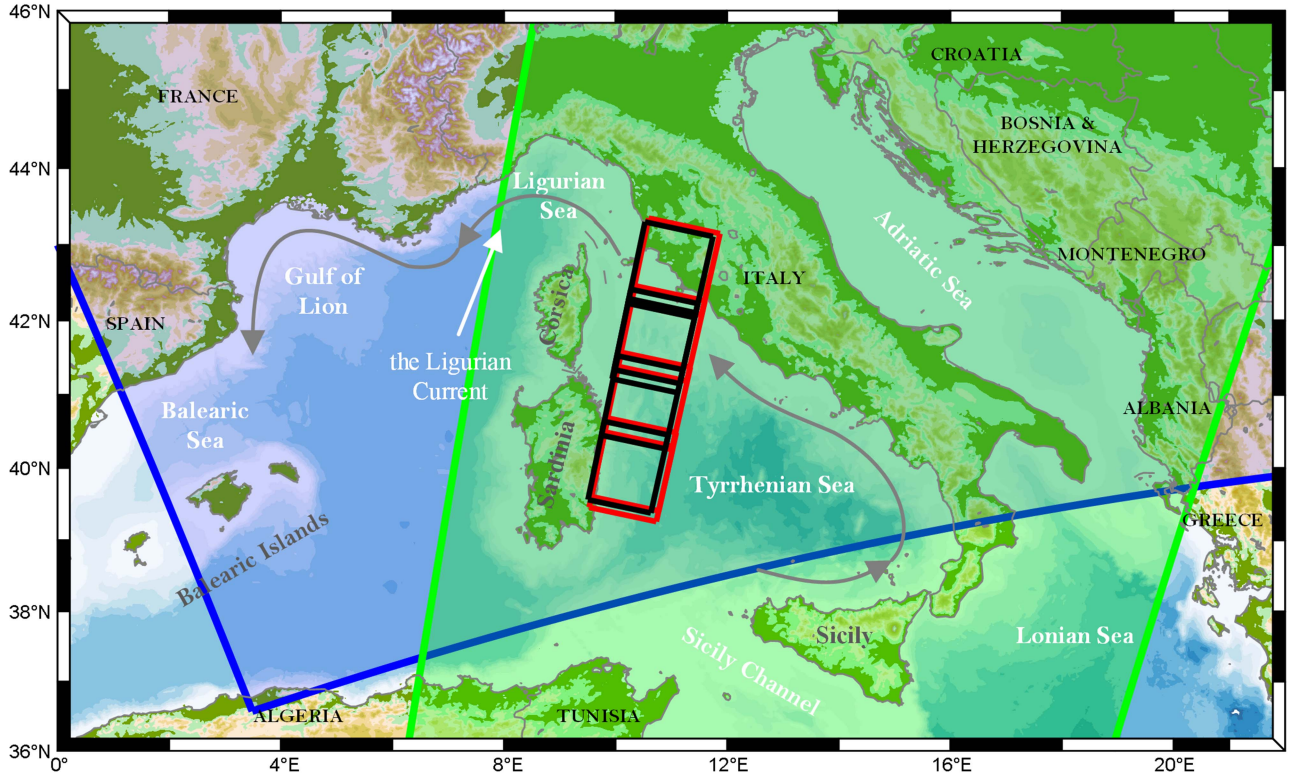 46°N
44°N
42°N
40°N
38°N
36°N
0°
4°E
8°E
12°E
16°E
20°E
FRANCE
CROATIA
BOSNIA &
HERZEGOVINA
Ligurian
Sea
Adriatic Sea
MONTENEGRO
ITALY
Gulf of
Lion
Corsica
SPAIN
the Ligurian
Current
Balearic
Sea
ALBANIA
Sardinia
Tyrrhenian Sea
GREECE
Balearic Islands
Sicily
Lonian Sea
Sicily Channel
ALGERIA
TUNISIA